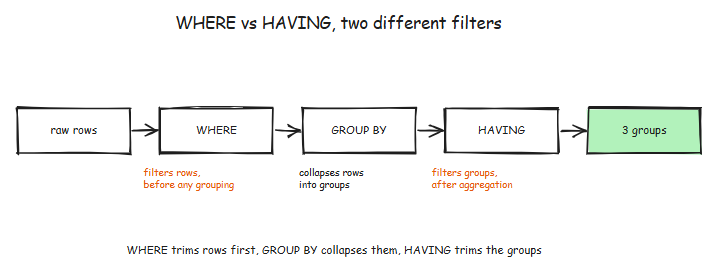 WHERE vs HAVING, two different filters
raw rows
WHERE
GROUP BY
HAVING
3 groups
filters rows,
before any grouping
collapses rows
into groups
filters groups,
after aggregation
WHERE trims rows first, GROUP BY collapses them, HAVING trims the groups